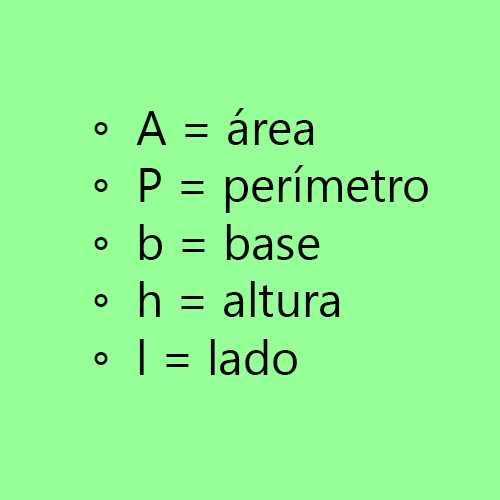 ◦ A = área
◦ P = perímetro
◦ b = base
◦ h = altura
◦ l = lado